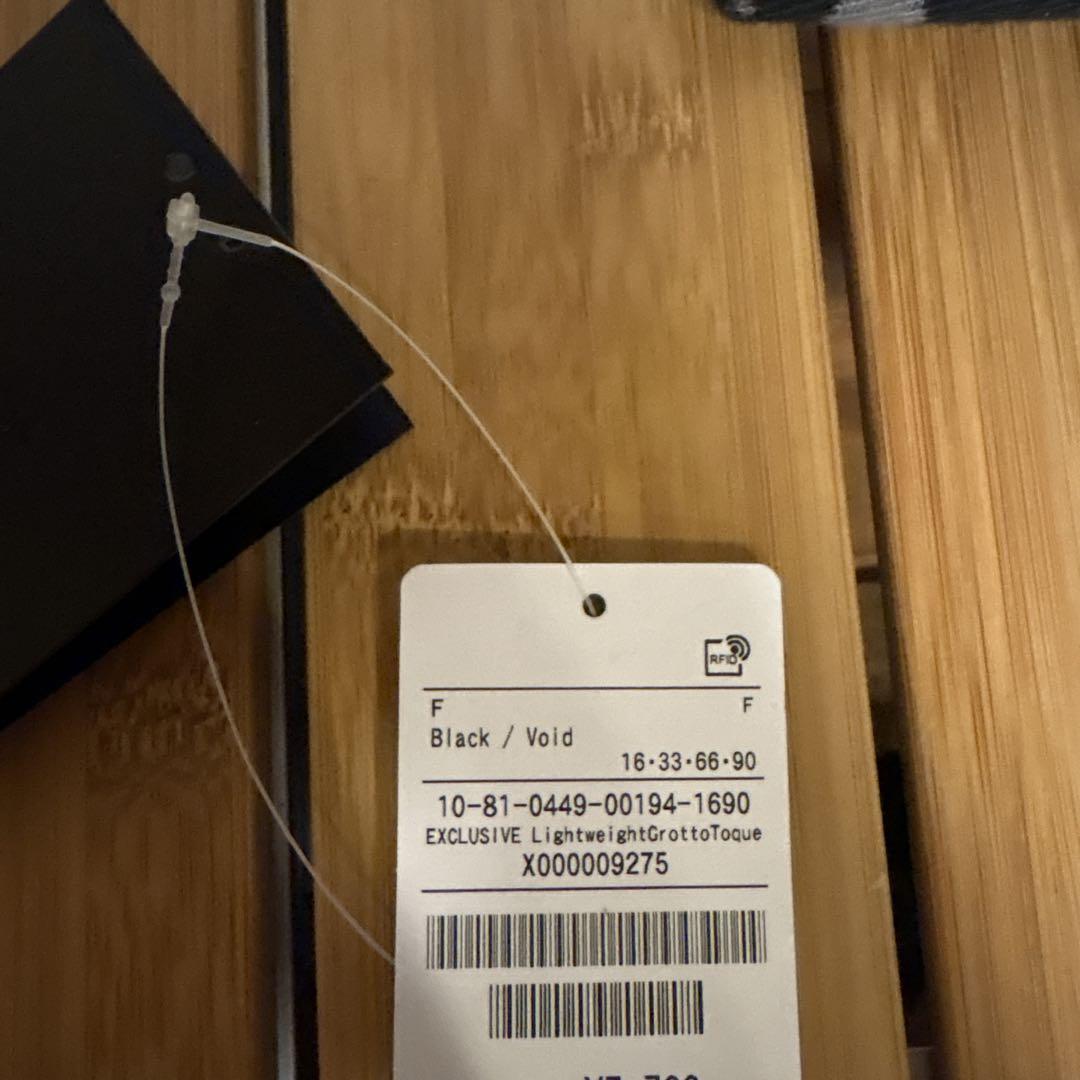 RFID
F F
Black / Void
16・33・66・90
10-81-0449-00194-1690
EXCLUSIVE LightweightGrottoToque
X000009275